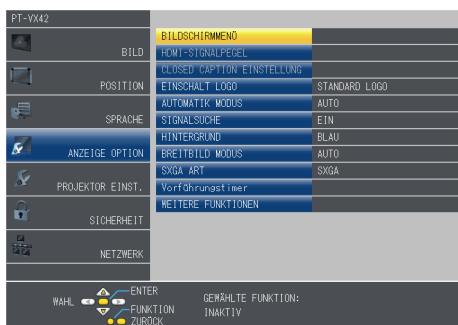 PT-VX42
BILD
POSITION
SPRACHE
ANZEIGE OPTION
PROJEKTOR EINST.
SICHERHEIT
NETZWERK
BILDSCHIRMMENÖ
HDMI-SIGNALPEGEL
CLOSED CAPTION EINSTELLUNG
EINSCHALT LOGO STANDARD LOGO
AUTOMATIK MODUS AUTO
SIGNALSUCHE EIN
HINTERGRUND BLAU
BREITBILD MODUS AUTO
SXGA ART SXGA
Vorführungstimer
WEITERE FUNKTIONEN
WAHL
ENTER
FUNKTION
ZURÖCK
GEWÄHLTE FUNKTION:
INAKTIV